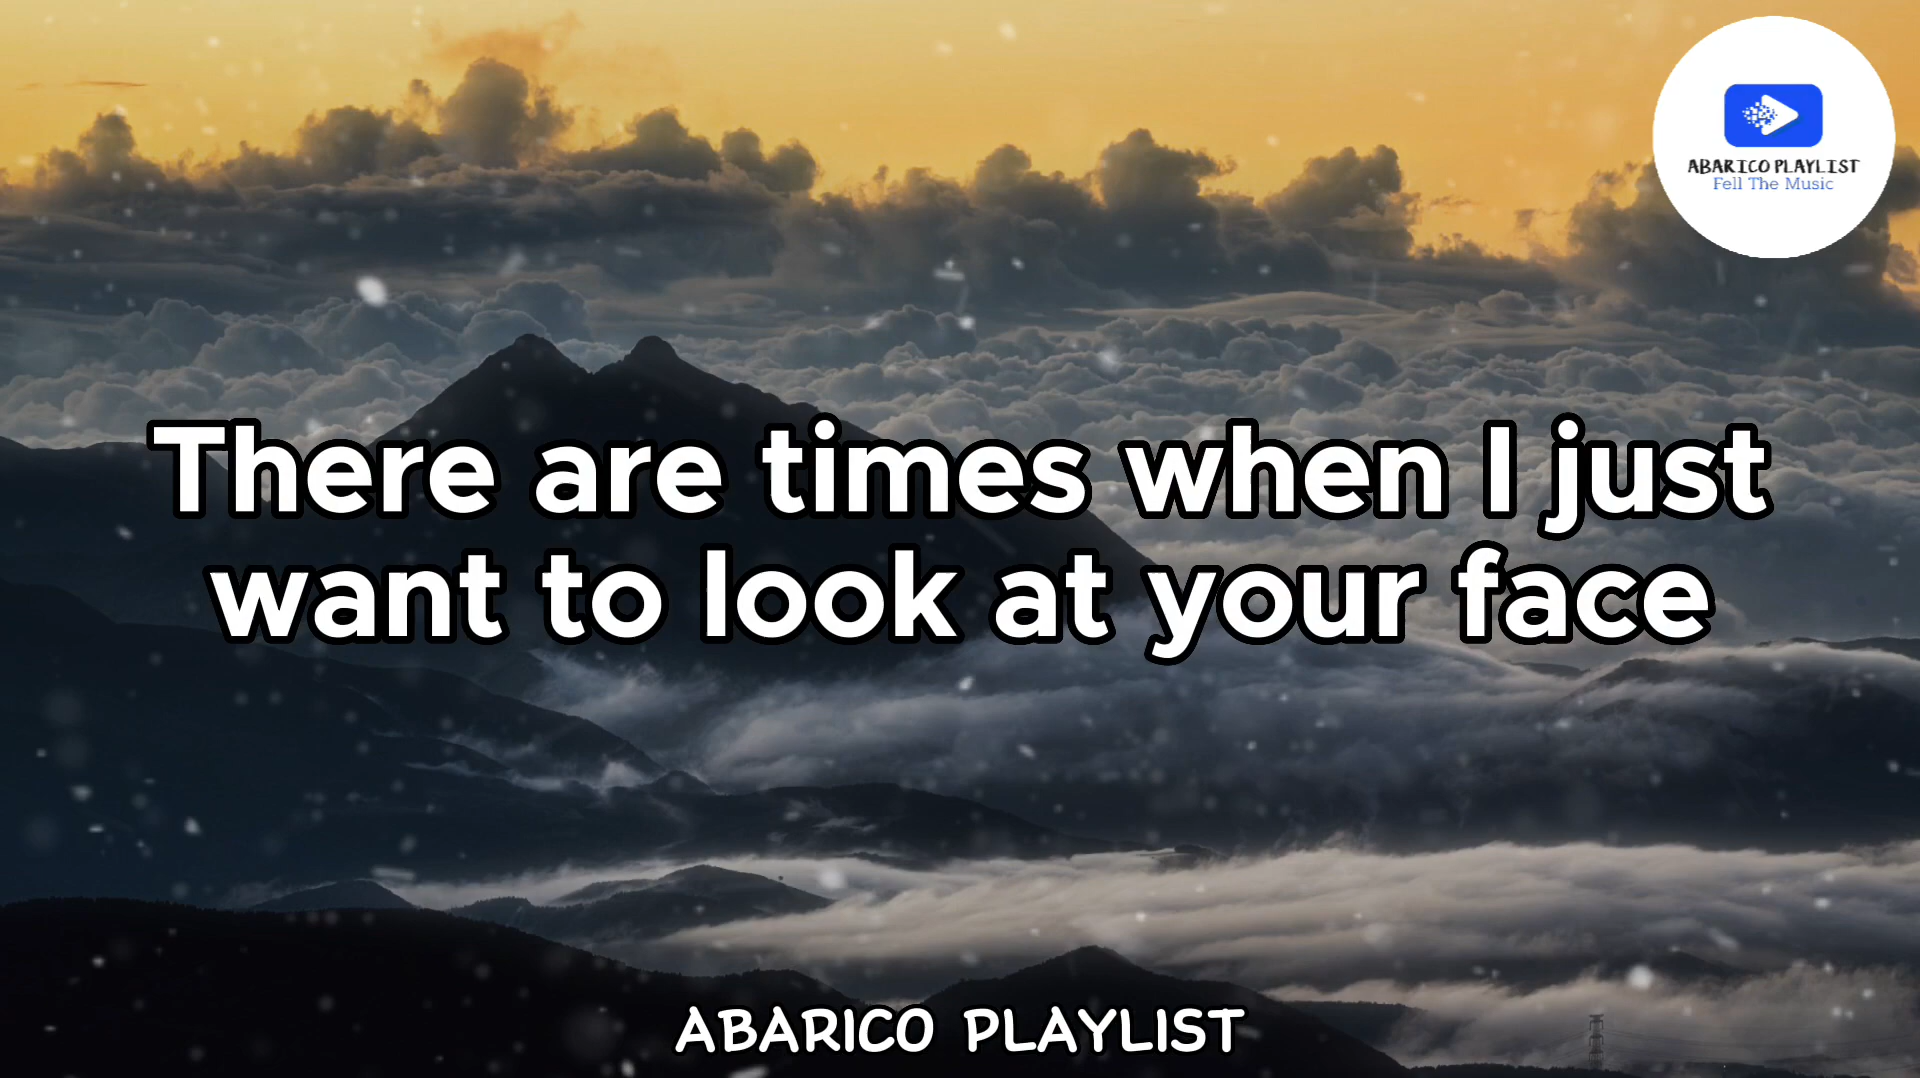 ABARICO PLAYLIST
Fell The Music
There are times when I just
want to look at your face
ABARICO PLAYLIST